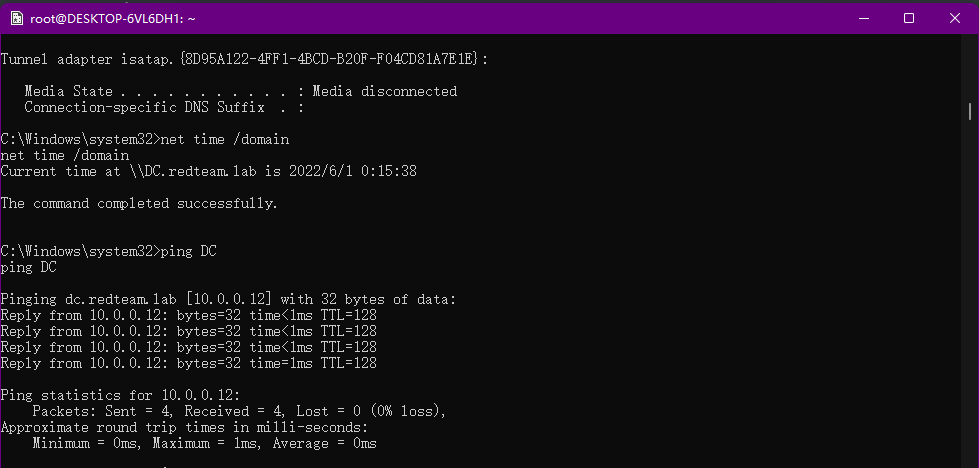 root@DESKTOP-6VL6DH1: ~
Tunnel adapter isatap.{8D95A122-4FF1-4BCD-B20F-F04CD81A7E1E}:
Media State . . . . . . . . . . . : Media disconnected
Connection-specific DNS Suffix  . :
C:\Windows\system32>net time /domain
net time /domain
Current time at \\DC.redteam.lab is 2022/6/1 0:15:38
The command completed successfully.
C:\Windows\system32>ping DC
ping DC
Pinging dc.redteam.lab [10.0.0.12] with 32 bytes of data:
Reply from 10.0.0.12: bytes=32 time<1ms TTL=128
Reply from 10.0.0.12: bytes=32 time<1ms TTL=128
Reply from 10.0.0.12: bytes=32 time<1ms TTL=128
Reply from 10.0.0.12: bytes=32 time=1ms TTL=128
Ping statistics for 10.0.0.12:
Packets: Sent = 4, Received = 4, Lost = 0 (0% loss),
Approximate round trip times in milli-seconds:
Minimum = 0ms, Maximum = 1ms, Average = 0ms